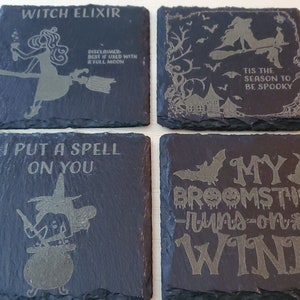 WITCH ELIXIR
DISCLAIMER:
BEST IF USED WITH
A FULL MOON
'TIS THE
SEASON TO
BE SPOOKY
I PUT A SPELL
ON YOU
MY
BROOMSTI
-runs-on-
WIN